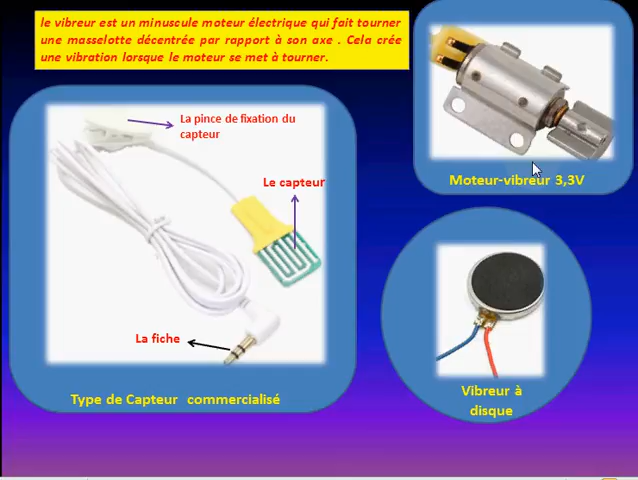 le vibreur est un minuscule moteur électrique qui fait tourner
une masselotte décentrée par rapport à son axe . Cela crée
une vibration lorsque le moteur se met à tourner.
La pince de fixation du
capteur
Le capteur
La fiche
Type de Capteur commercialisé
Moteur-vibreur 3,3V
Vibreur à
disque